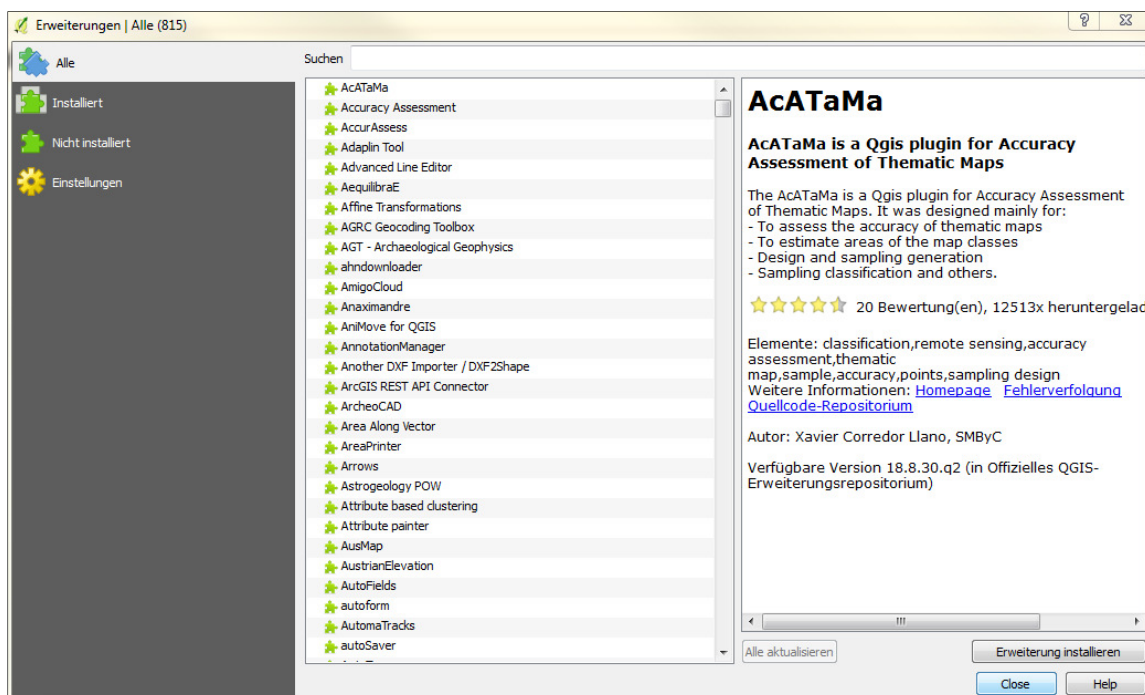 Erweiterungen | Alle (815)
Alle
Installiert
Nicht installiert
Einstellungen
Suchen
AcATaMa
Accuracy Assessment
AccurAssess
Adaplin Tool
Advanced Line Editor
AequilibraE
Affine Transformations
AGRC Geocoding Toolbox
AGT - Archaeological Geophysics
ahndownloader
AmigoCloud
Anaximandre
AniMove for QGIS
AnnotationManager
Another DXF Importer / DXF2Shape
ArcGIS REST API Connector
ArcheoCAD
Area Along Vector
AreaPrinter
Arrows
Astrogeology POW
Attribute based clustering
Attribute painter
AusMap
AustrianElevation
AutoFields
autoform
AutomaTracks
autoSaver
AcATaMa
AcATaMa is a Qgis plugin for Accuracy
Assessment of Thematic Maps
The AcATaMa is a Qgis plugin for Accuracy Assessment
of Thematic Maps. It was designed mainly for:
- To assess the accuracy of thematic maps
- To estimate areas of the map classes
- Design and sampling generation
- Sampling classification and others.
20 Bewertung(en), 12513x heruntergelad
Elemente: classification,remote sensing,accuracy
assessment,thematic
map,sample,accuracy,points,sampling design
Weitere Informationen: Homepage Fehlerverfolgung
Quellcode-Repositorium
Autor: Xavier Corredor Llano, SMByC
Verfügbare Version 18.8.30.q2 (in Offizielles QGIS-
Erweiterungsrepositorium)
Alle aktualisieren
Erweiterung installieren
Close
Help